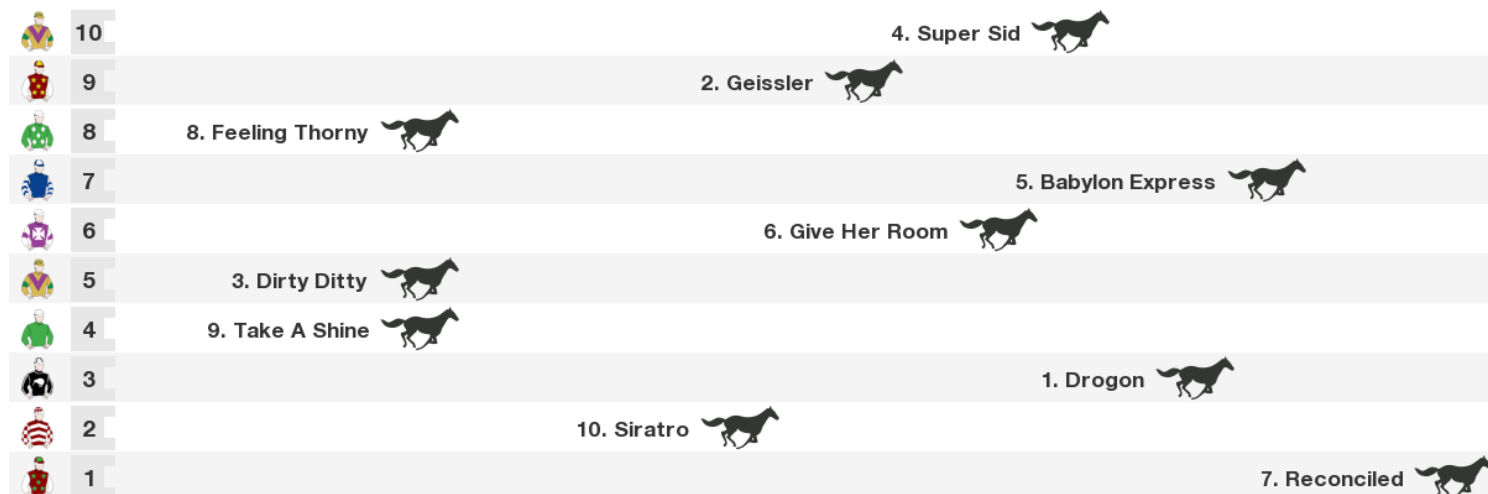 10 4. Super Sid
9 2. Geissler
8 8. Feeling Thorny
7 5. Babylon Express
6 6. Give Her Room
5 3. Dirty Ditty
4 9. Take A Shine
3 1. Drogon
2 10. Siratro
1 7. Reconciled